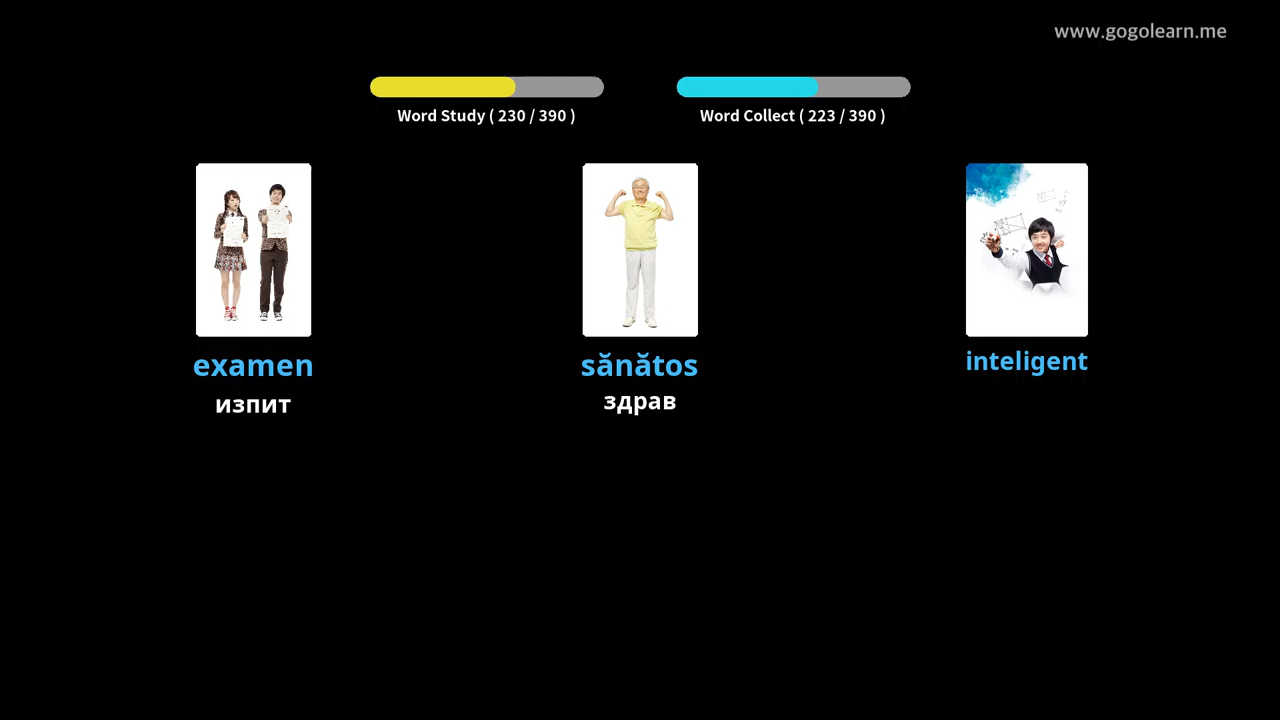 www.gogolearn.me
Word Study ( 230 / 390 )
Word Collect ( 223 / 390 )
examen
sănătos
inteligent
изпит
здрав